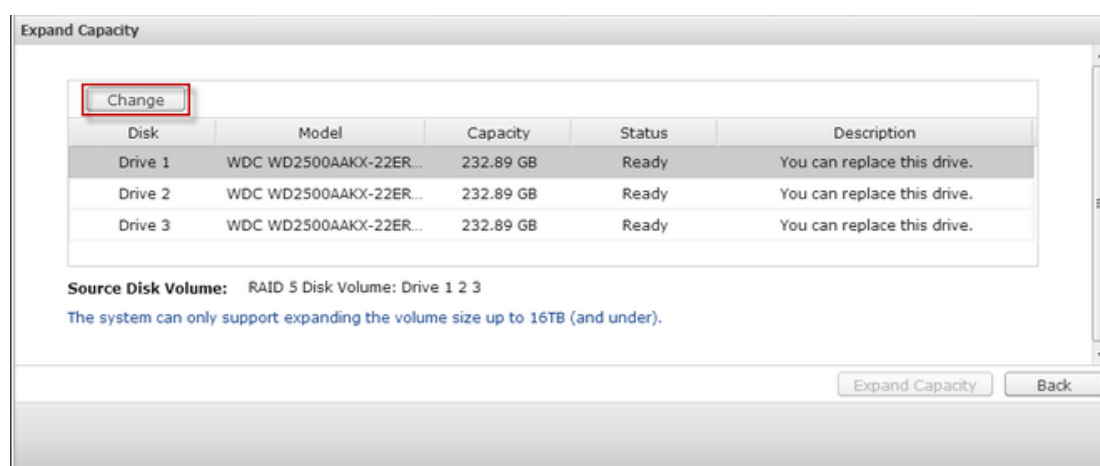 Expand Capacity
Change
Disk Model Capacity Status Description
Drive 1 WDC WD2500AAKX-22ER... 232.89 GB Ready You can replace this drive.
Drive 2 WDC WD2500AAKX-22ER... 232.89 GB Ready You can replace this drive.
Drive 3 WDC WD2500AAKX-22ER... 232.89 GB Ready You can replace this drive.
Source Disk Volume: RAID 5 Disk Volume: Drive 1 2 3
The system can only support expanding the volume size up to 16TB (and under).
Expand Capacity Back